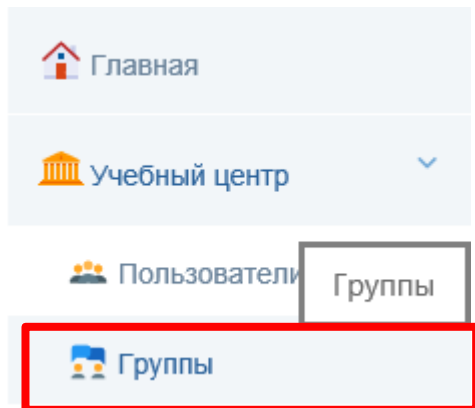 Главная
Учебный центр
Пользователи
Группы
Группы